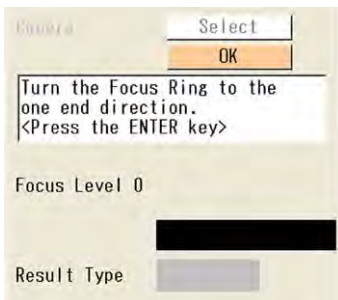 Camera
Select
OK
Turn the Focus Ring to the
one end direction.
<Press the ENTER key>
Focus Level 0
Result Type